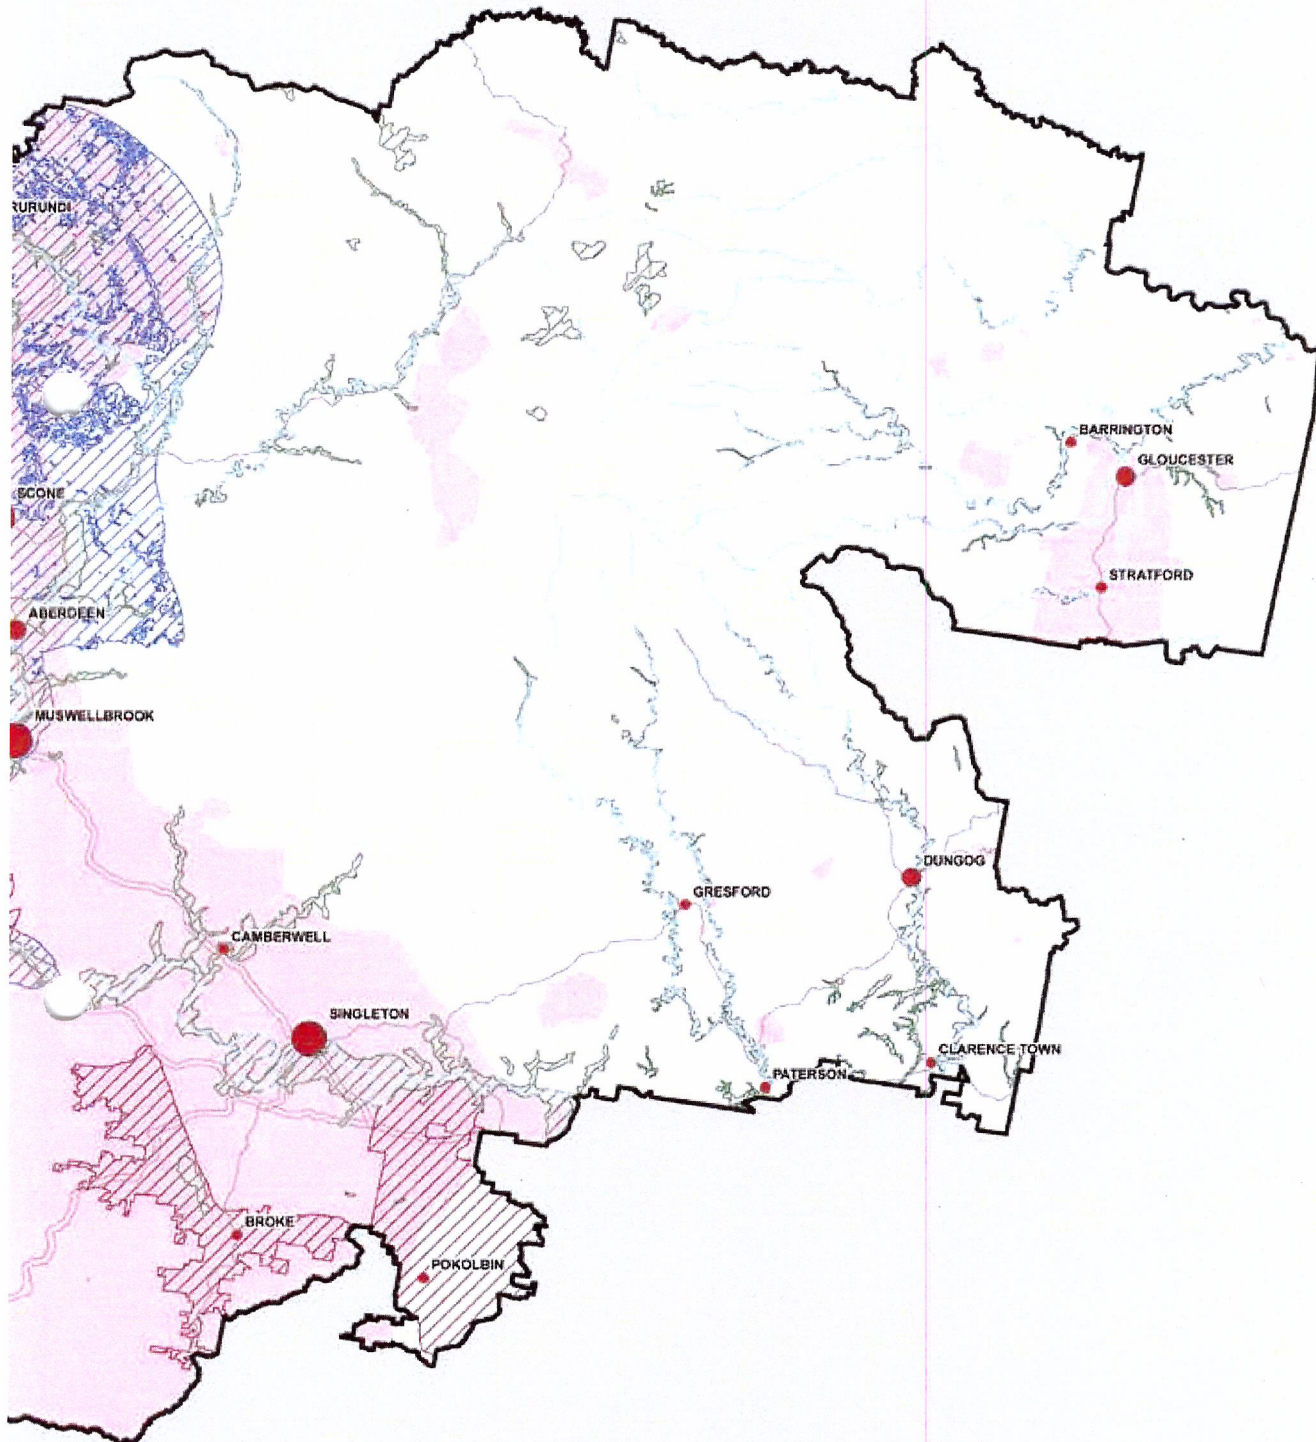 RURUNDI
BARRINGTON
GLOUCESTER
SCONE
STRATFORD
ABERDEEN
MUSWELLBROOK
DUNGOG
GRESFORD
CAMBERWELL
SINGLETON
CLARENCE TOWN
PATERSON
BROKE
POKOLBIN